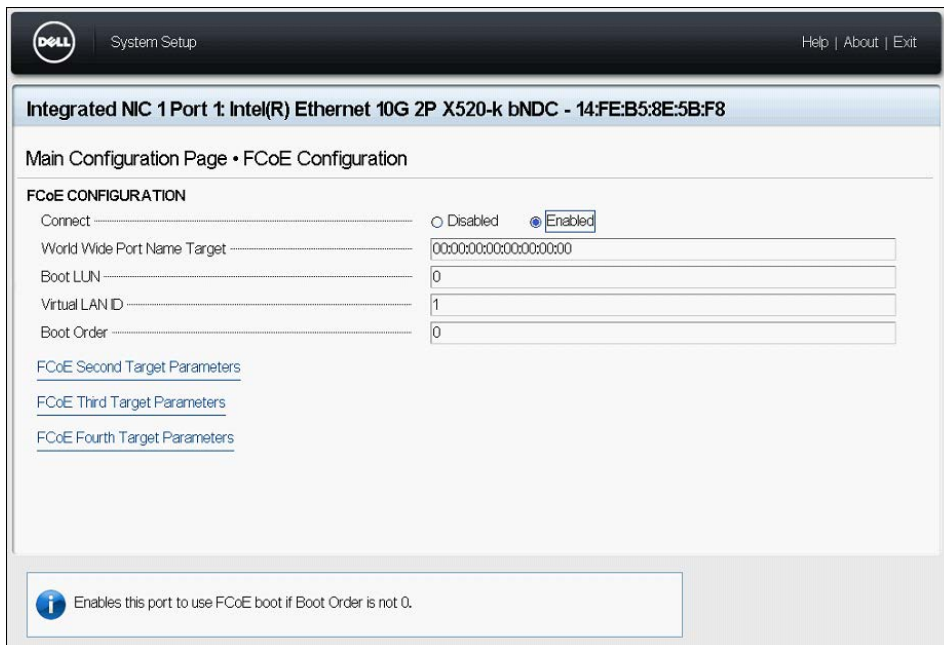 DELL
System Setup
Help | About | Exit
Integrated NIC 1 Port 1: Intel(R) Ethernet 10G 2P X520-k bNDC - 14:FE:B5:8E:5B:F8
Main Configuration Page • FCoE Configuration
FCoE CONFIGURATION
Connect Disabled Enabled
World Wide Port Name Target 00:00:00:00:00:00:00:00
Boot LUN 0
Virtual LAN ID 1
Boot Order 0
FCoE Second Target Parameters
FCoE Third Target Parameters
FCoE Fourth Target Parameters
Enables this port to use FCoE boot if Boot Order is not 0.